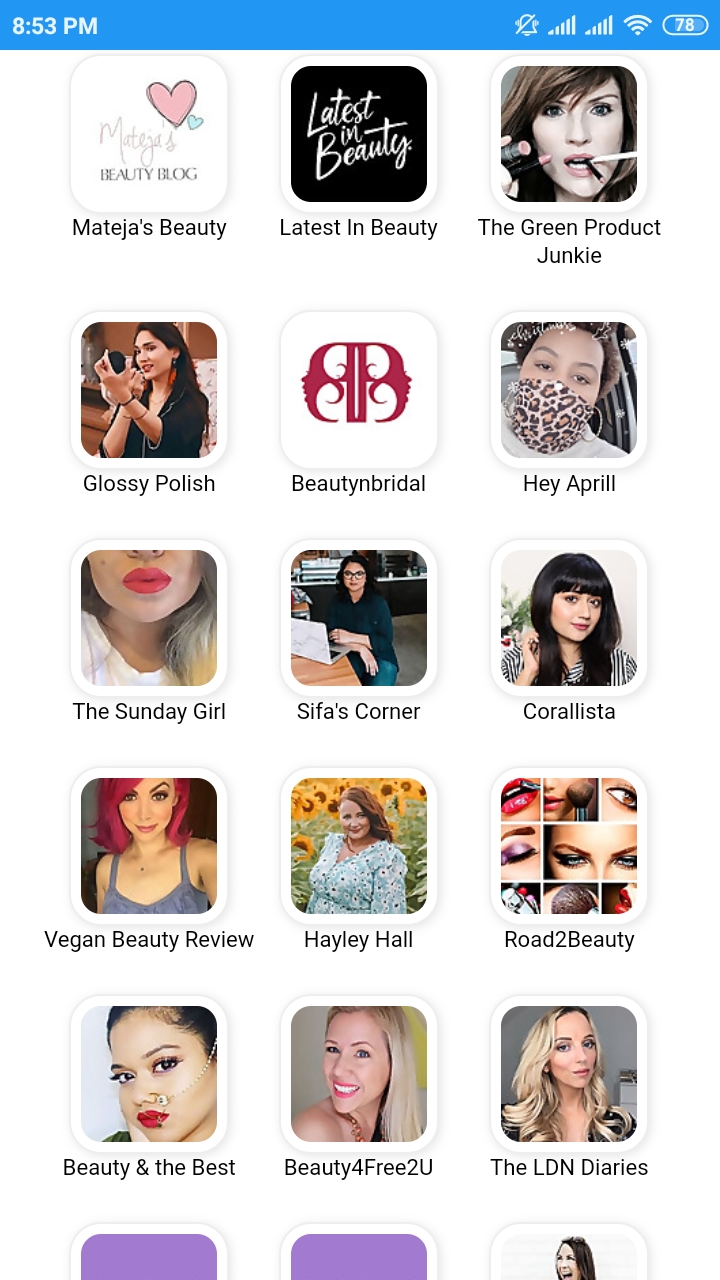 8:53 PM 78
Mateja's
BEAUTY BLOG
Latest
in
Beauty.
Mateja's Beauty
Latest In Beauty
The Green Product
Junkie
Christmas
Glossy Polish
Beautynbridal
Hey Aprill
The Sunday Girl
Sifa's Corner
Corallista
Vegan Beauty Review
Hayley Hall
Road2Beauty
Beauty & the Best
Beauty4Free2U
The LDN Diaries